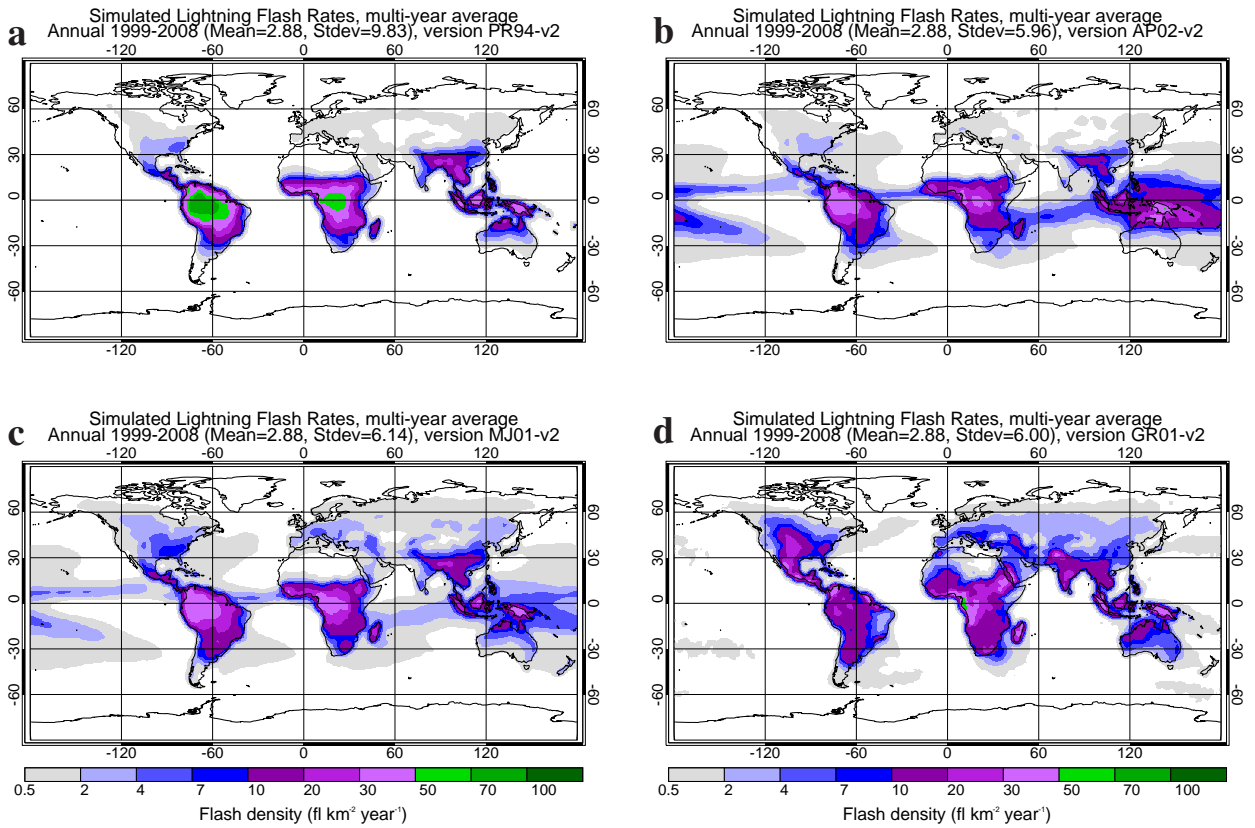 a
Simulated Lightning Flash Rates, multi-year average
Annual 1999-2008 (Mean=2.88, Stdev=9.83), version PR94-v2
-120 -60 0 60 120
60 60
30 30
0 0
-30 -30
-60 -60
-120 -60 0 60 120
b
Simulated Lightning Flash Rates, multi-year average
Annual 1999-2008 (Mean=2.88, Stdev=5.96), version AP02-v2
-120 -60 0 60 120
60 60
30 30
0 0
-30 -30
-60 -60
-120 -60 0 60 120
c
Simulated Lightning Flash Rates, multi-year average
Annual 1999-2008 (Mean=2.88, Stdev=6.14), version MJ01-v2
-120 -60 0 60 120
60 60
30 30
0 0
-30 -30
-60 -60
-120 -60 0 60 120
0.5 2 4 7 10 20 30 50 70 100
Flash density (fl km⁻² year⁻¹)
d
Simulated Lightning Flash Rates, multi-year average
Annual 1999-2008 (Mean=2.88, Stdev=6.00), version GR01-v2
-120 -60 0 60 120
60 60
30 30
0 0
-30 -30
-60 -60
-120 -60 0 60 120
0.5 2 4 7 10 20 30 50 70 100
Flash density (fl km⁻² year⁻¹)